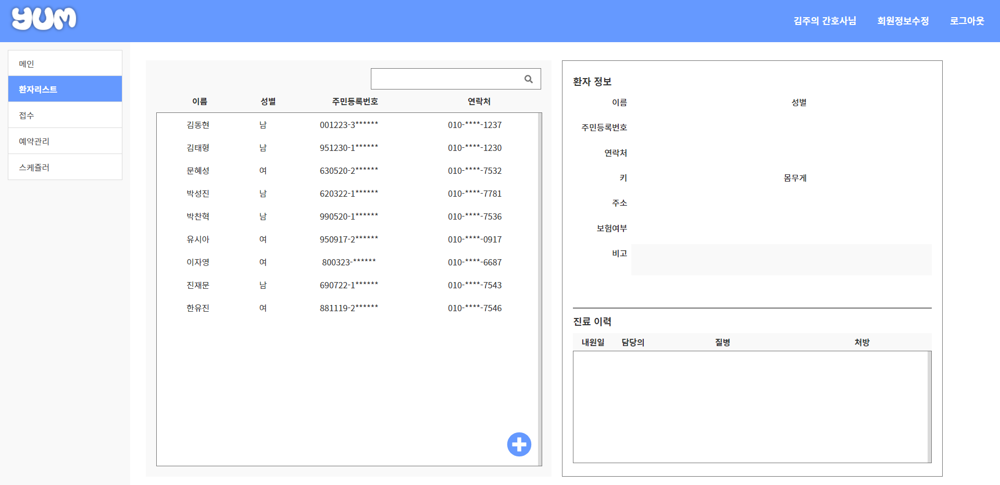 YUM
김주의 간호사님 회원정보수정 로그아웃
메인
환자리스트
접수
예약관리
스케쥴러
이름 성별 주민등록번호 연락처
김동현 남 001223-3****** 010-****-1237
김태형 남 951230-1****** 010-****-1230
문혜성 여 630520-2****** 010-****-7532
박성진 남 620322-1****** 010-****-7781
박찬혁 남 990520-1****** 010-****-7536
유시아 여 950917-2****** 010-****-0917
이자영 여 800323-****** 010-****-6687
진재문 남 690722-1****** 010-****-7543
한유진 여 881119-2****** 010-****-7546
환자 정보
이름 성별
주민등록번호
연락처
키 몸무게
주소
보험여부
비고
진료 이력
내원일 담당의 질병 처방